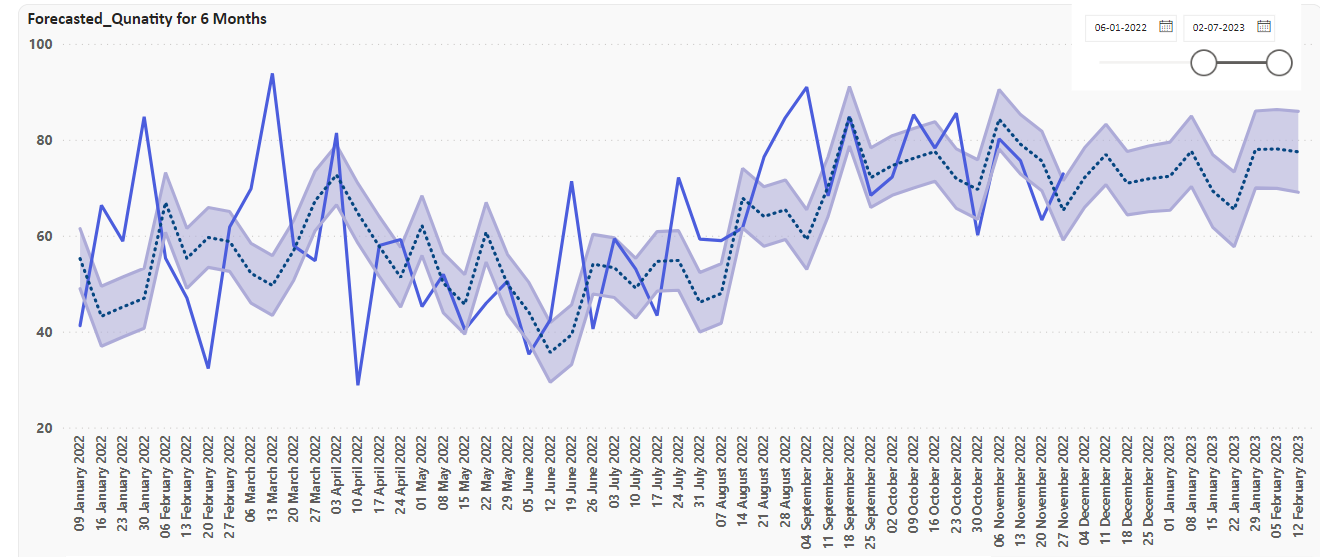 Forecasted_Qunatity for 6 Months
06-01-2022
02-07-2023
100
80
60
40
20
09 January 2022
16 January 2022
23 January 2022
30 January 2022
06 February 2022
13 February 2022
20 February 2022
27 February 2022
06 March 2022
13 March 2022
20 March 2022
27 March 2022
03 April 2022
10 April 2022
17 April 2022
24 April 2022
01 May 2022
08 May 2022
15 May 2022
22 May 2022
29 May 2022
05 June 2022
12 June 2022
19 June 2022
26 June 2022
03 July 2022
10 July 2022
17 July 2022
24 July 2022
31 July 2022
07 August 2022
14 August 2022
21 August 2022
28 August 2022
04 September 2022
11 September 2022
18 September 2022
25 September 2022
02 October 2022
09 October 2022
16 October 2022
23 October 2022
30 October 2022
06 November 2022
13 November 2022
20 November 2022
27 November 2022
04 December 2022
11 December 2022
18 December 2022
25 December 2022
01 January 2023
08 January 2023
15 January 2023
22 January 2023
29 January 2023
05 February 2023
12 February 2023